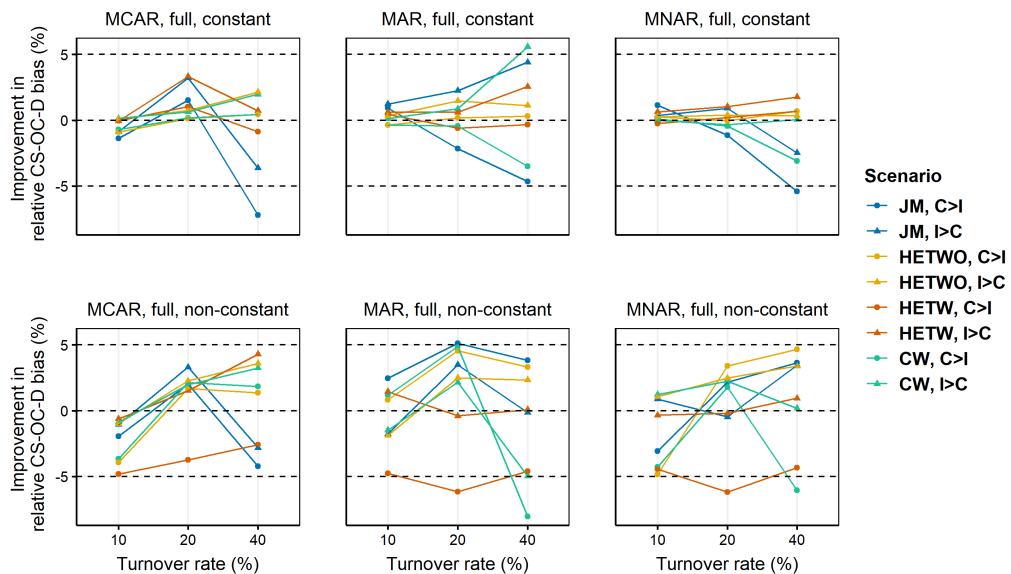 MCAR, full, constant
MAR, full, constant
MNAR, full, constant
Improvement in
relative CS-OC-D bias (%)
5
0
-5
MCAR, full, non-constant
MAR, full, non-constant
MNAR, full, non-constant
Improvement in
relative CS-OC-D bias (%)
5
0
-5
10 20 40
10 20 40
10 20 40
Turnover rate (%)
Turnover rate (%)
Turnover rate (%)
Scenario
JM, C>I
JM, I>C
HETWO, C>I
HETWO, I>C
HETW, C>I
HETW, I>C
CW, C>I
CW, I>C